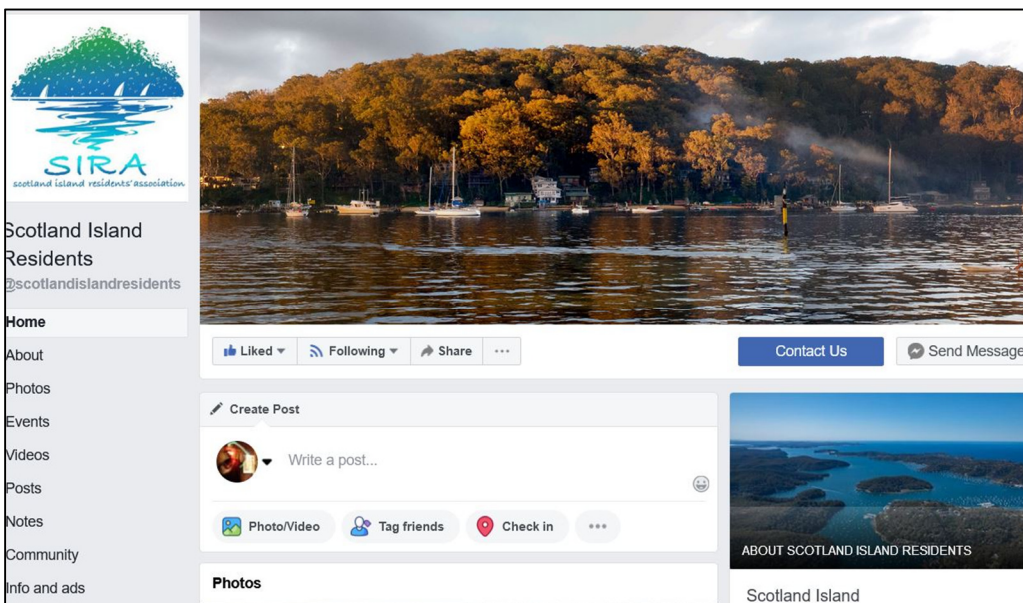 SIRA
scotland island residents' association
Scotland Island
Residents
@scotlandislandresidents
Home
About
Photos
Events
Videos
Posts
Notes
Community
Info and ads
Liked
Following
Share
Contact Us
Send Message
Create Post
Write a post...
Photo/Video
Tag friends
Check in
Photos
ABOUT SCOTLAND ISLAND RESIDENTS
Scotland Island